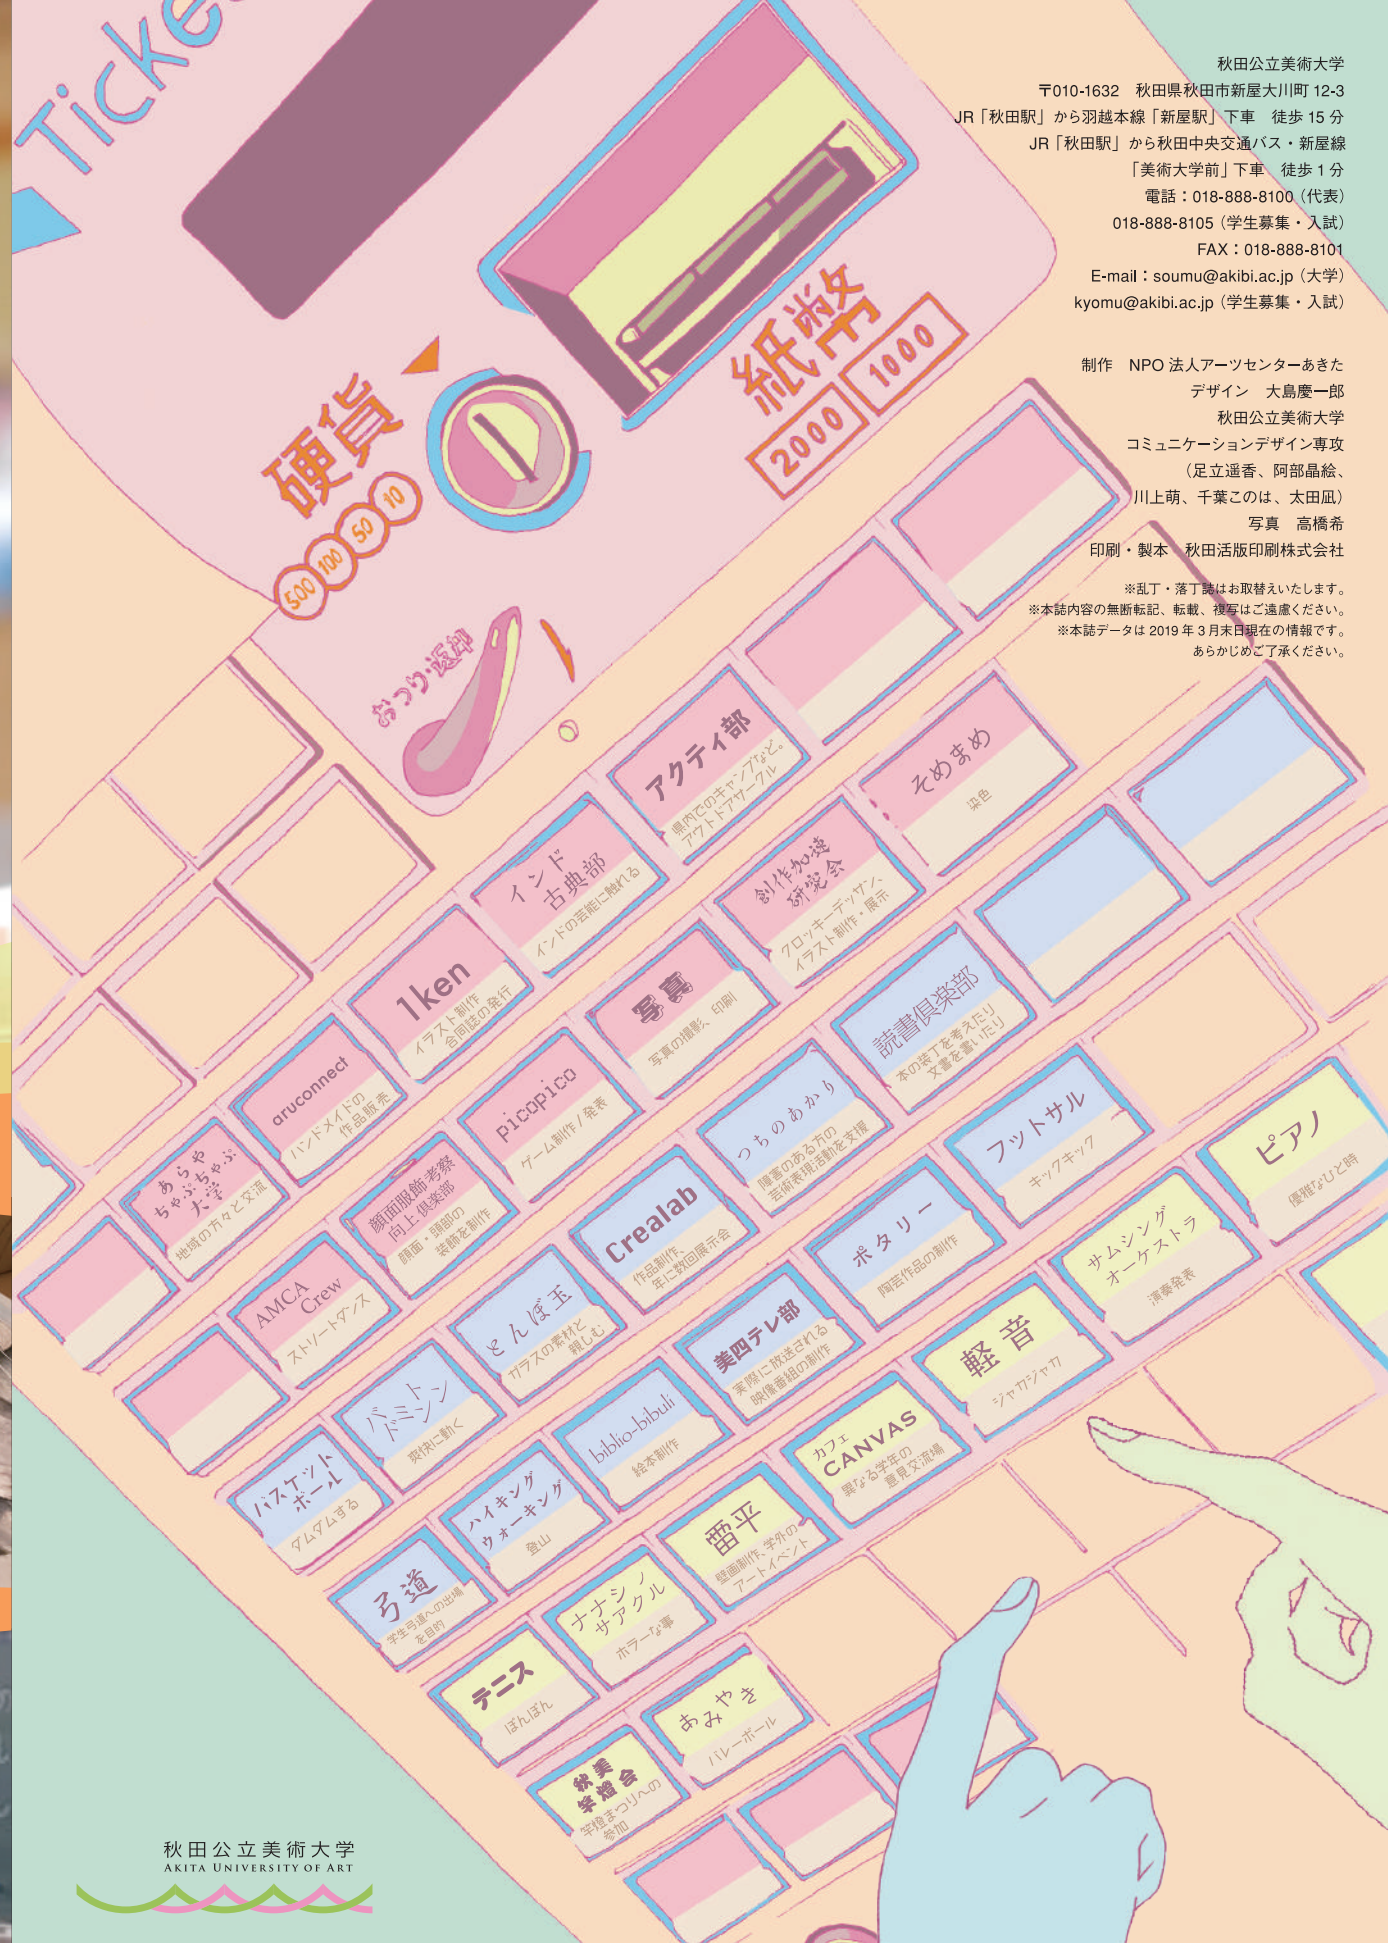 Ticke
秋田公立美術大学
〒010-1632　秋田県秋田市新屋大川町 12-3
JR「秋田駅」から羽越本線「新屋駅」下車　徒歩 15 分
JR「秋田駅」から秋田中央交通バス・新屋線
「美術大学前」下車　徒歩 1 分
電話：018-888-8100（代表）
018-888-8105（学生募集・入試）
FAX：018-888-8101
E-mail：soumu@akibi.ac.jp（大学）
kyomu@akibi.ac.jp（学生募集・入試）
制作　NPO 法人アーツセンターあきた
デザイン　大島慶一郎
秋田公立美術大学
コミュニケーションデザイン専攻
（足立遥香、阿部晶絵、
川上萌、千葉このは、太田凪）
写真　高橋希
印刷・製本　秋田活版印刷株式会社
※乱丁・落丁誌はお取替えいたします。
※本誌内容の無断転記、転載、複写はご遠慮ください。
※本誌データは 2019 年 3 月末日現在の情報です。
あらかじめご了承ください。
紙幣
2000 1000
硬貨
500 100 50 10
おつり・返却
アクティ部
県内でのキャンプなど。
アウトドアサークル
インド
古典部
インドの芸能に触れる
1ken
イラスト制作
合同誌の発行
aruconnect
ハンドメイドの
作品販売
あらや
ちゃぷちゃぷ
大学
地域の方々と交流
そめまめ
染色
創作加速
研究会
クロッキーデッサン、
イラスト制作・展示
写真
写真の撮影、印刷
picopico
ゲーム制作 / 発表
顔面服飾考察
向上倶楽部
顔面・頭部の
装飾を制作
AMCA
Crew
ストリートダンス
読書倶楽部
本の装丁を考えたり
文書を書いたり
つちのあかり
障害のある方の
芸術表現活動を支援
Crealab
作品制作、
年に数回展示会
とんぼ玉
ガラスの素材と
親しむ
バミントン
ドミントン
爽快に動く
バスケット
ボール
ダムダムする
フットサル
キックキック
ポタリー
陶芸作品の制作
美四テレ部
実際に放送される
映像番組の制作
biblio-bibuli
絵本制作
ハイキング
ウォーキング
登山
弓道
学生弓道への出場
を目的
ピアノ
優雅なひと時
サムシング
オーケストラ
演奏発表
軽音
ジャカジャカ
カフェ
CANVAS
異なる学年の
意見交流場
雷平
壁画制作、学外の
アートイベント
ナナシノ
サアクル
ホラーな事
テニス
ぽんぽん
あみやき
バレーボール
秋美
竿燈会
竿燈まつりへの
参加
秋田公立美術大学
AKITA UNIVERSITY OF ART